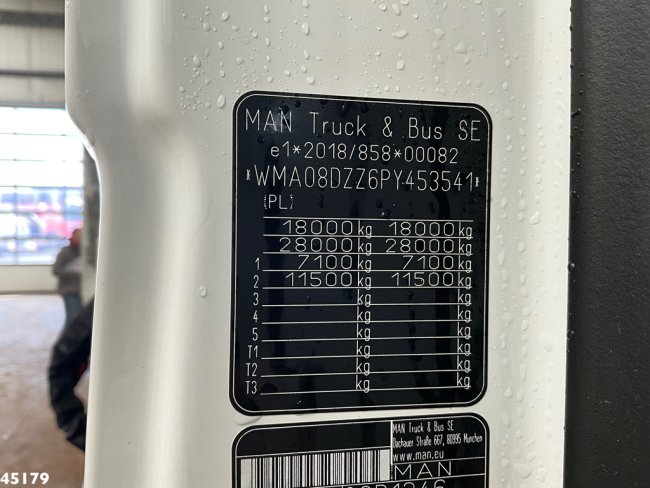 MAN Truck & Bus SE
e1*2018/858*00082
*WMA08DZZ6PY453541*
(PL)
18000 kg 18000 kg
28000 kg 28000 kg
1 7100 kg 7100 kg
2 11500 kg 11500 kg
3 kg kg
4 kg kg
5 kg kg
T1 kg kg
T2 kg kg
T3 kg kg
MAN Truck & Bus SE
Dachauer Straße 667, 80995 Munchen
www.man.eu
MAN
45179